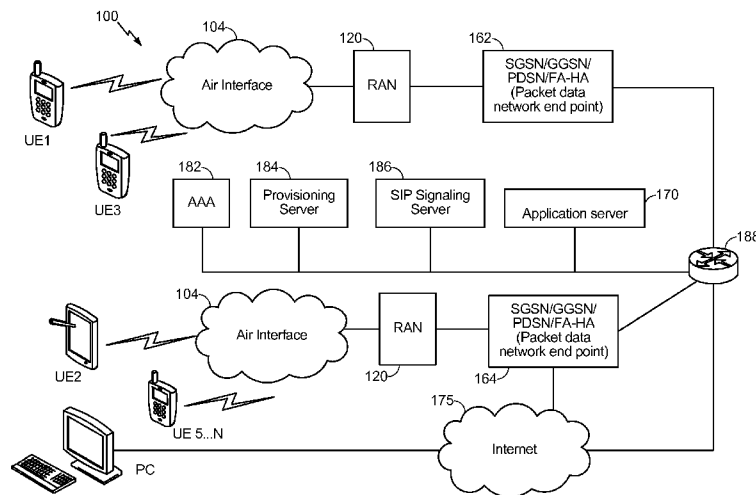 100
104
120
162
Air Interface
RAN
SGSN/GGSN/
PDSN/FA-HA
(Packet data
network end point)
UE1
UE3
182
184
186
170
AAA
Provisioning
Server
SIP Signaling
Server
Application server
188
104
Air Interface
RAN
SGSN/GGSN/
PDSN/FA-HA
(Packet data
network end point)
120
164
UE2
UE 5...N
175
Internet
PC